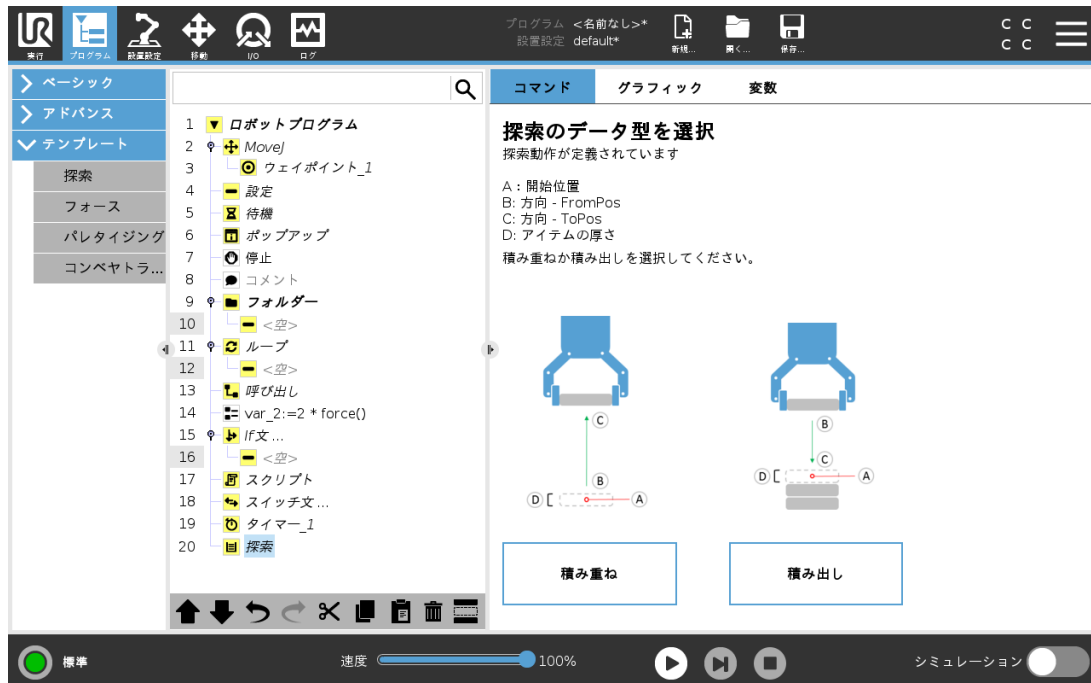 UR
実行
プログラム
設置設定
移動
I/O
ログ
プログラム <名前なし>*
設置設定 default*
新規...
開く...
保存...
C C
C C
ベーシック
アドバンス
テンプレート
探索
フォース
パレタイジング
コンベヤトラ...
1 ロボットプログラム
2 MoveJ
3 ウェイポイント_1
4 設定
5 待機
6 ポップアップ
7 停止
8 コメント
9 フォルダー
10 <空>
11 ループ
12 <空>
13 呼び出し
14 var_2:=2 * force()
15 If文 ...
16 <空>
17 スクリプト
18 スイッチ文 ...
19 タイマー_1
20 探索
コマンド グラフィック 変数
探索のデータ型を選択
探索動作が定義されています
A：開始位置
B: 方向 - FromPos
C: 方向 - ToPos
D: アイテムの厚さ
積み重ねか積み出しを選択してください。
C
B
D
A
B
C
D
A
積み重ね
積み出し
標準
速度
100%
シミュレーション